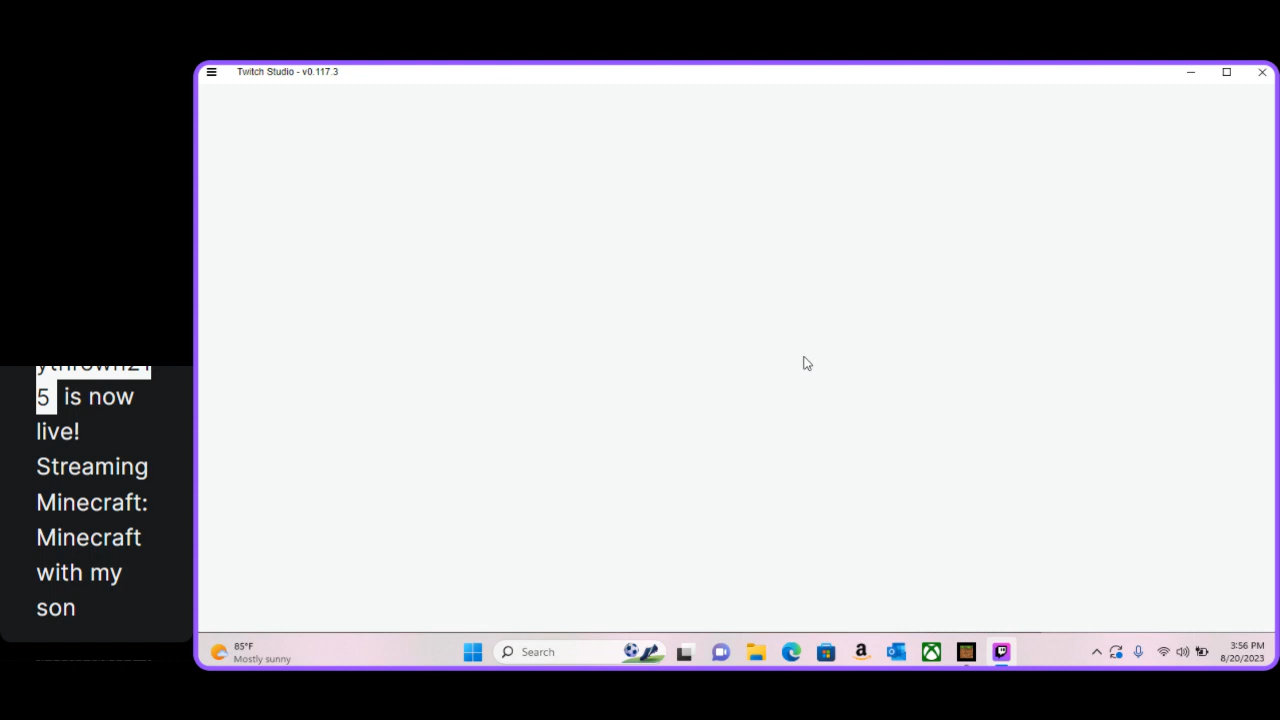 Twitch Studio - v0.117.3
5 is now
live!
Streaming
Minecraft:
Minecraft
with my
son
85°F
Mostly sunny
Search
3:56 PM
8/20/2023